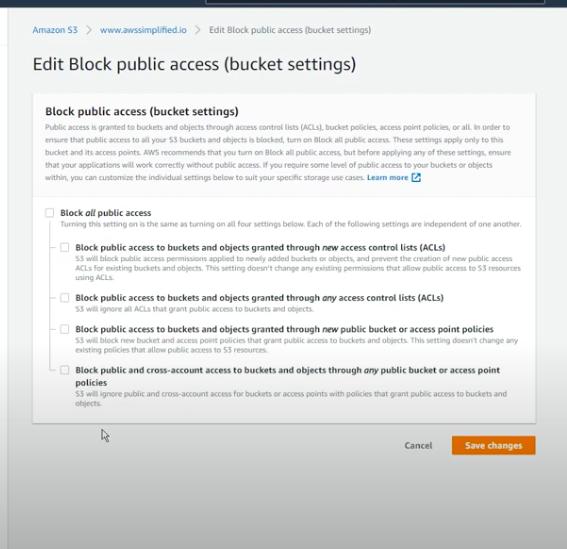 Amazon S3 > www.awssimplified.io > Edit Block public access (bucket settings)
Edit Block public access (bucket settings)
Block public access (bucket settings)
Public access is granted to buckets and objects through access control lists (ACLs), bucket policies, access point policies, or all. In order to
ensure that public access to all your S3 buckets and objects is blocked, turn on Block all public access. These settings apply only to this
bucket and its access points. AWS recommends that you turn on Block all public access, but before applying any of these settings, ensure
that your applications will work correctly without public access. If you require some level of public access to your buckets or objects
within, you can customize the individual settings below to suit your specific storage use cases. Learn more
Block all public access
Turning this setting on is the same as turning on all four settings below. Each of the following settings are independent of one another.
Block public access to buckets and objects granted through new access control lists (ACLs)
S3 will block public access permissions applied to newly added buckets or objects, and prevent the creation of new public access
ACLs for existing buckets and objects. This setting doesn't change any existing permissions that allow public access to S3 resources
using ACLs.
Block public access to buckets and objects granted through any access control lists (ACLs)
S3 will ignore all ACLs that grant public access to buckets and objects.
Block public access to buckets and objects granted through new public bucket or access point policies
S3 will block new bucket and access point policies that grant public access to buckets and objects. This setting doesn't change any
existing policies that allow public access to S3 resources.
Block public and cross-account access to buckets and objects through any public bucket or access point
policies
S3 will ignore public and cross-account access for buckets or access points with policies that grant public access to buckets and
objects.
Cancel Save changes